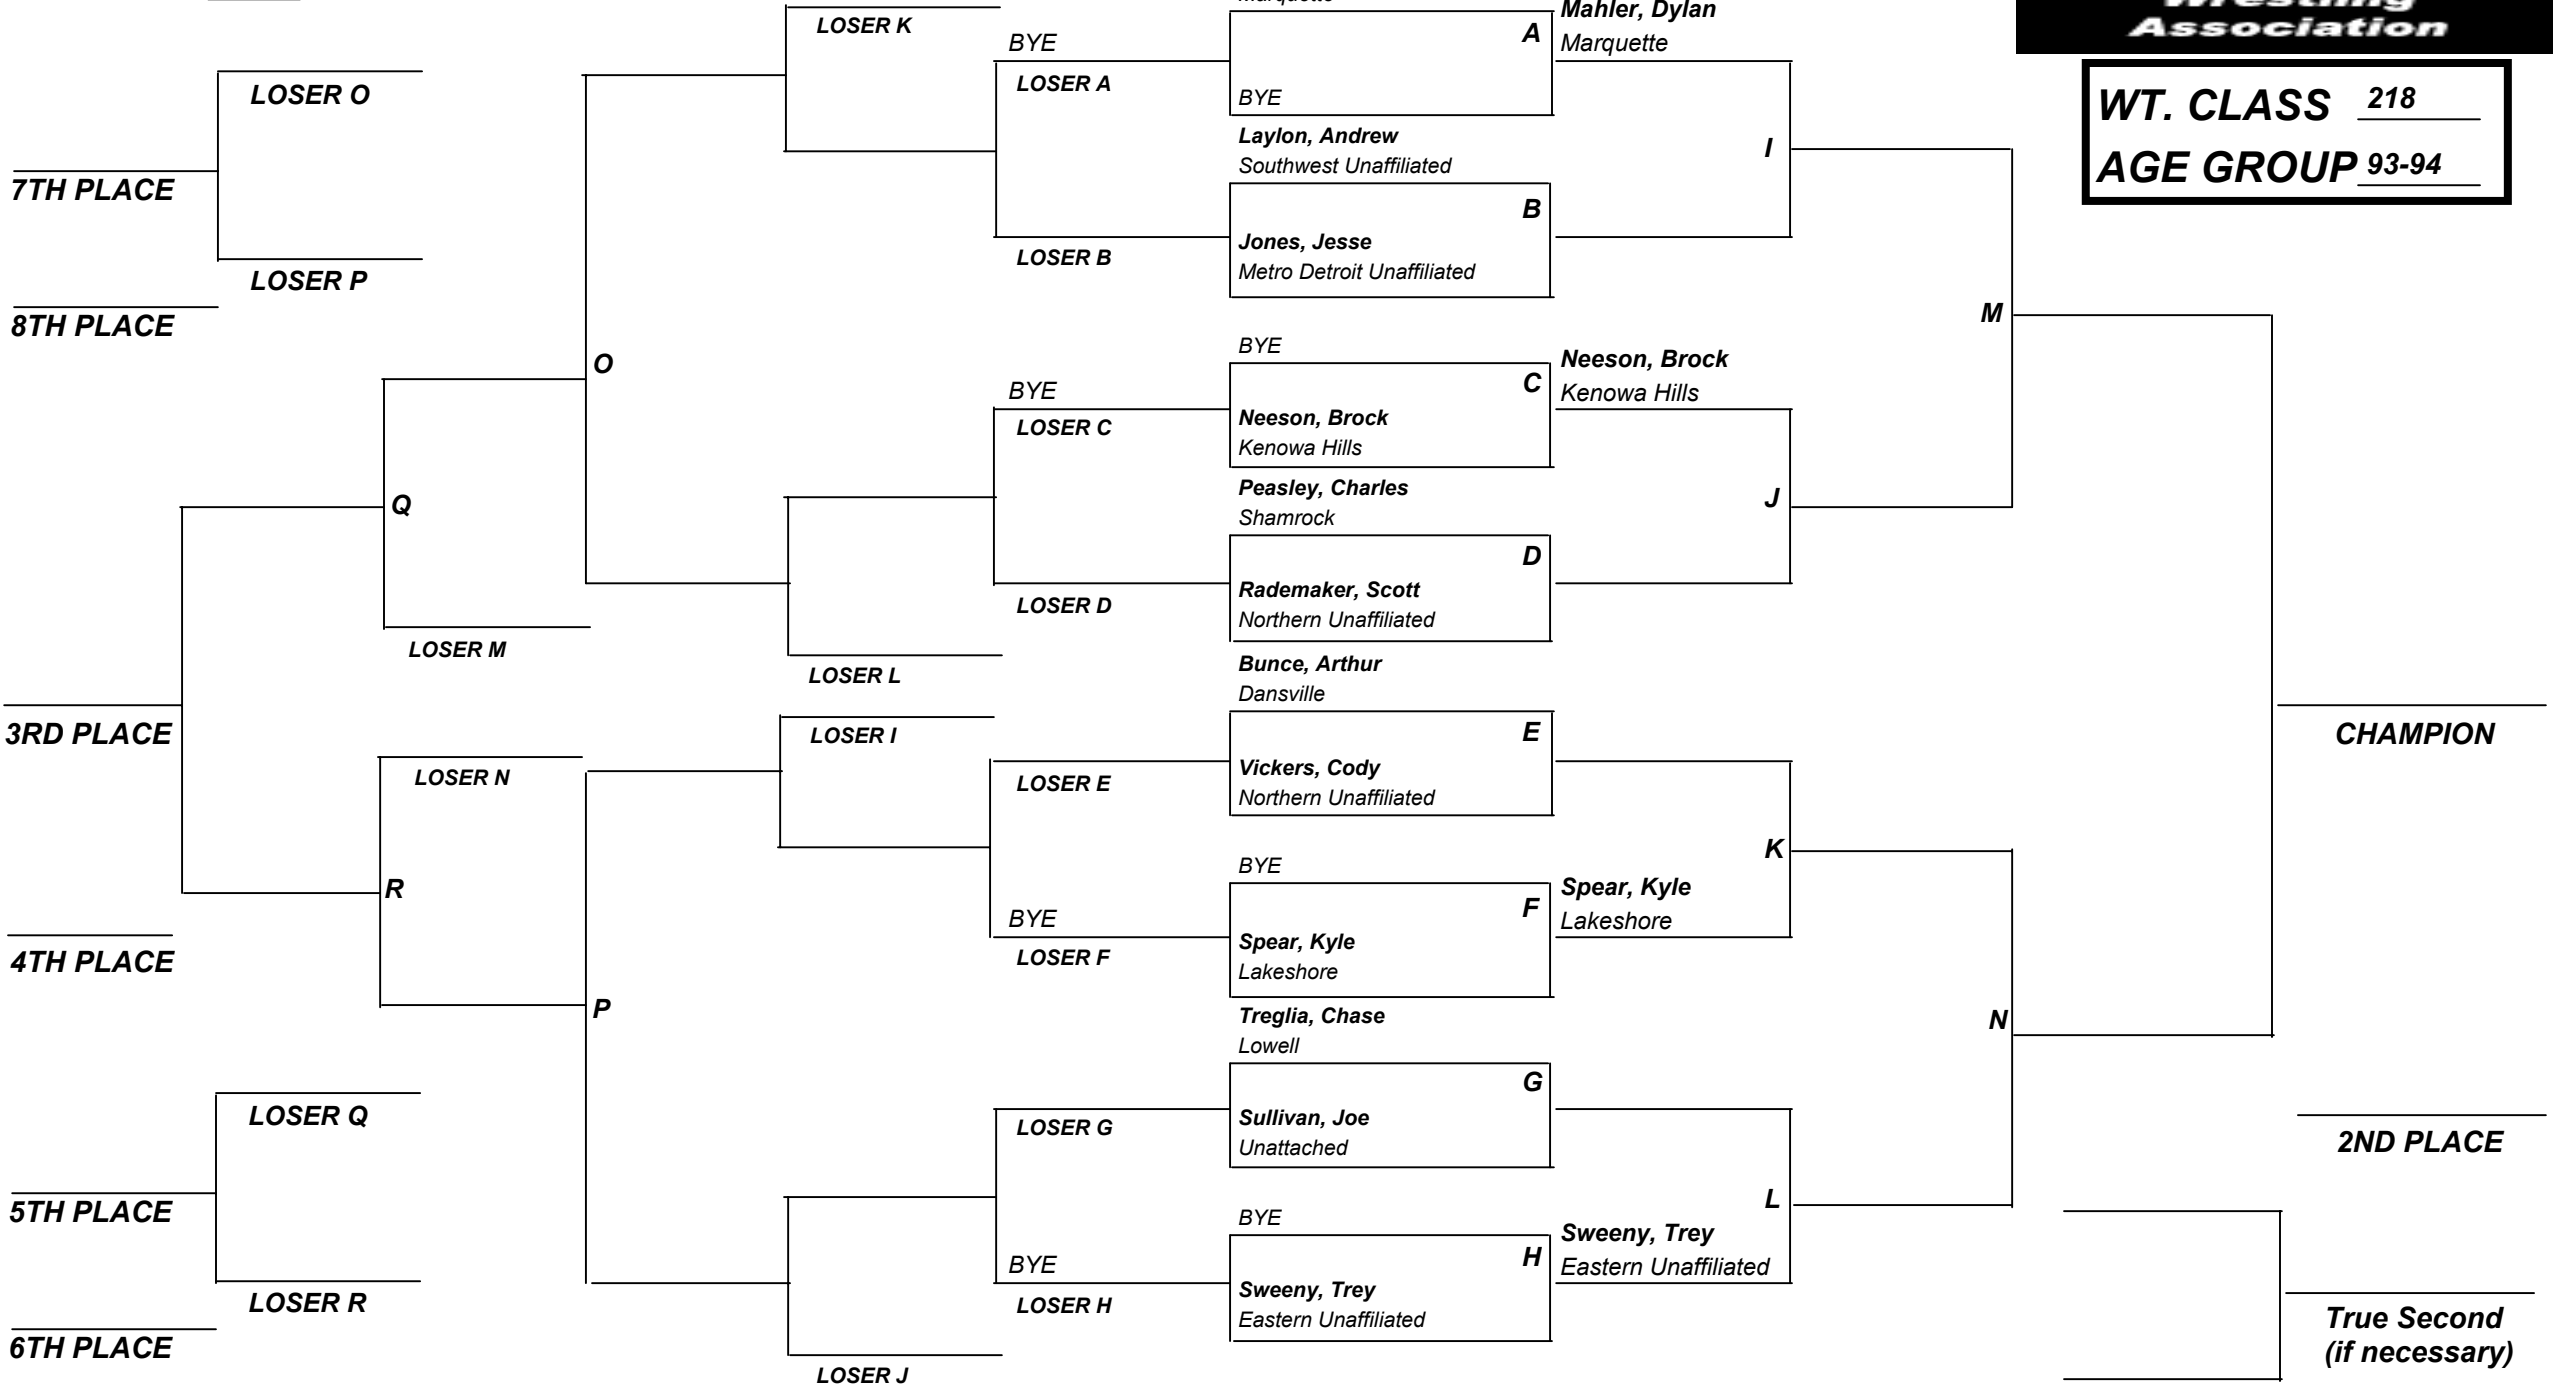 Marquette
Mahler, Dylan
Marquette
A
BYE
Laylon, Andrew
Southwest Unaffiliated
B
Jones, Jesse
Metro Detroit Unaffiliated
I
BYE
C
Neeson, Brock
Kenowa Hills
Neeson, Brock
Kenowa Hills
Peasley, Charles
Shamrock
D
Rademaker, Scott
Northern Unaffiliated
J
M
Bunce, Arthur
Dansville
E
Vickers, Cody
Northern Unaffiliated
BYE
F
Spear, Kyle
Lakeshore
Spear, Kyle
Lakeshore
K
Treglia, Chase
Lowell
G
Sullivan, Joe
Unattached
BYE
H
Sweeny, Trey
Eastern Unaffiliated
Sweeny, Trey
Eastern Unaffiliated
L
N
Wrestling
Association
WT. CLASS 218
AGE GROUP 93-94
CHAMPION
2ND PLACE
True Second
(if necessary)
BYE
LOSER A
LOSER B
BYE
LOSER C
LOSER D
LOSER E
BYE
LOSER F
LOSER G
BYE
LOSER H
LOSER K
LOSER L
LOSER I
LOSER J
O
P
LOSER M
Q
LOSER N
R
LOSER O
7TH PLACE
LOSER P
8TH PLACE
3RD PLACE
4TH PLACE
LOSER Q
5TH PLACE
LOSER R
6TH PLACE